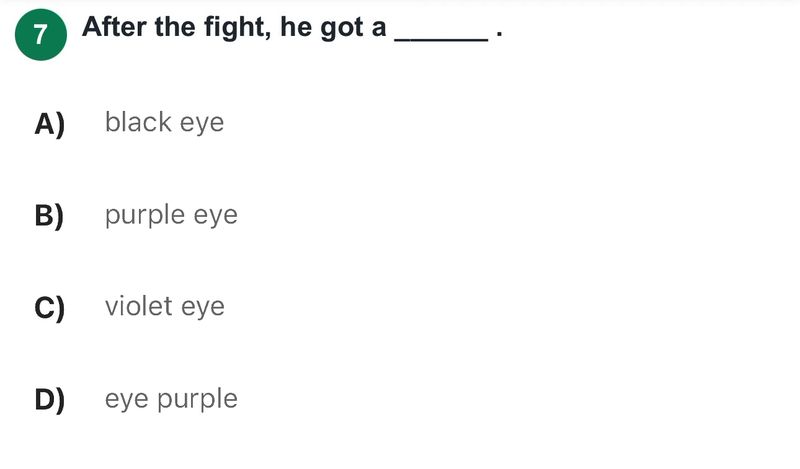 7 After the fight, he got a ______ .
A) black eye
B) purple eye
C) violet eye
D) eye purple